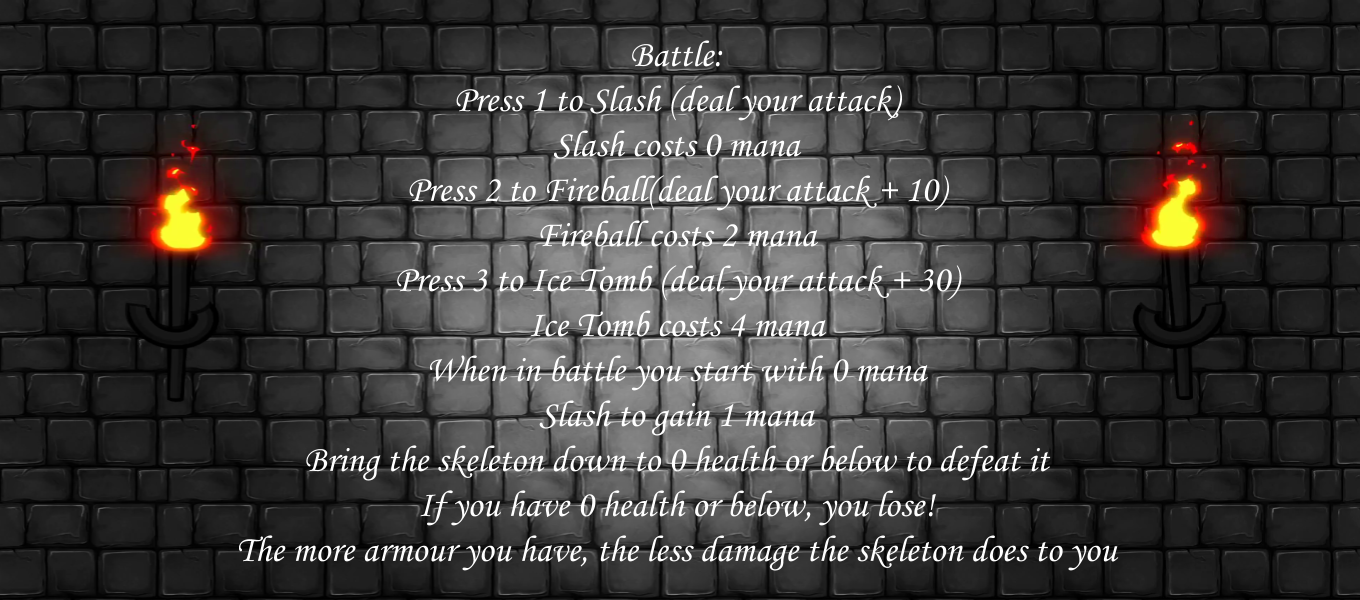 Battle:
Press 1 to Slash (deal your attack)
Slash costs 0 mana
Press 2 to Fireball(deal your attack + 10)
Fireball costs 2 mana
Press 3 to Ice Tomb (deal your attack + 30)
Ice Tomb costs 4 mana
When in battle you start with 0 mana
Slash to gain 1 mana
Bring the skeleton down to 0 health or below to defeat it
If you have 0 health or below, you lose!
The more armour you have, the less damage the skeleton does to you